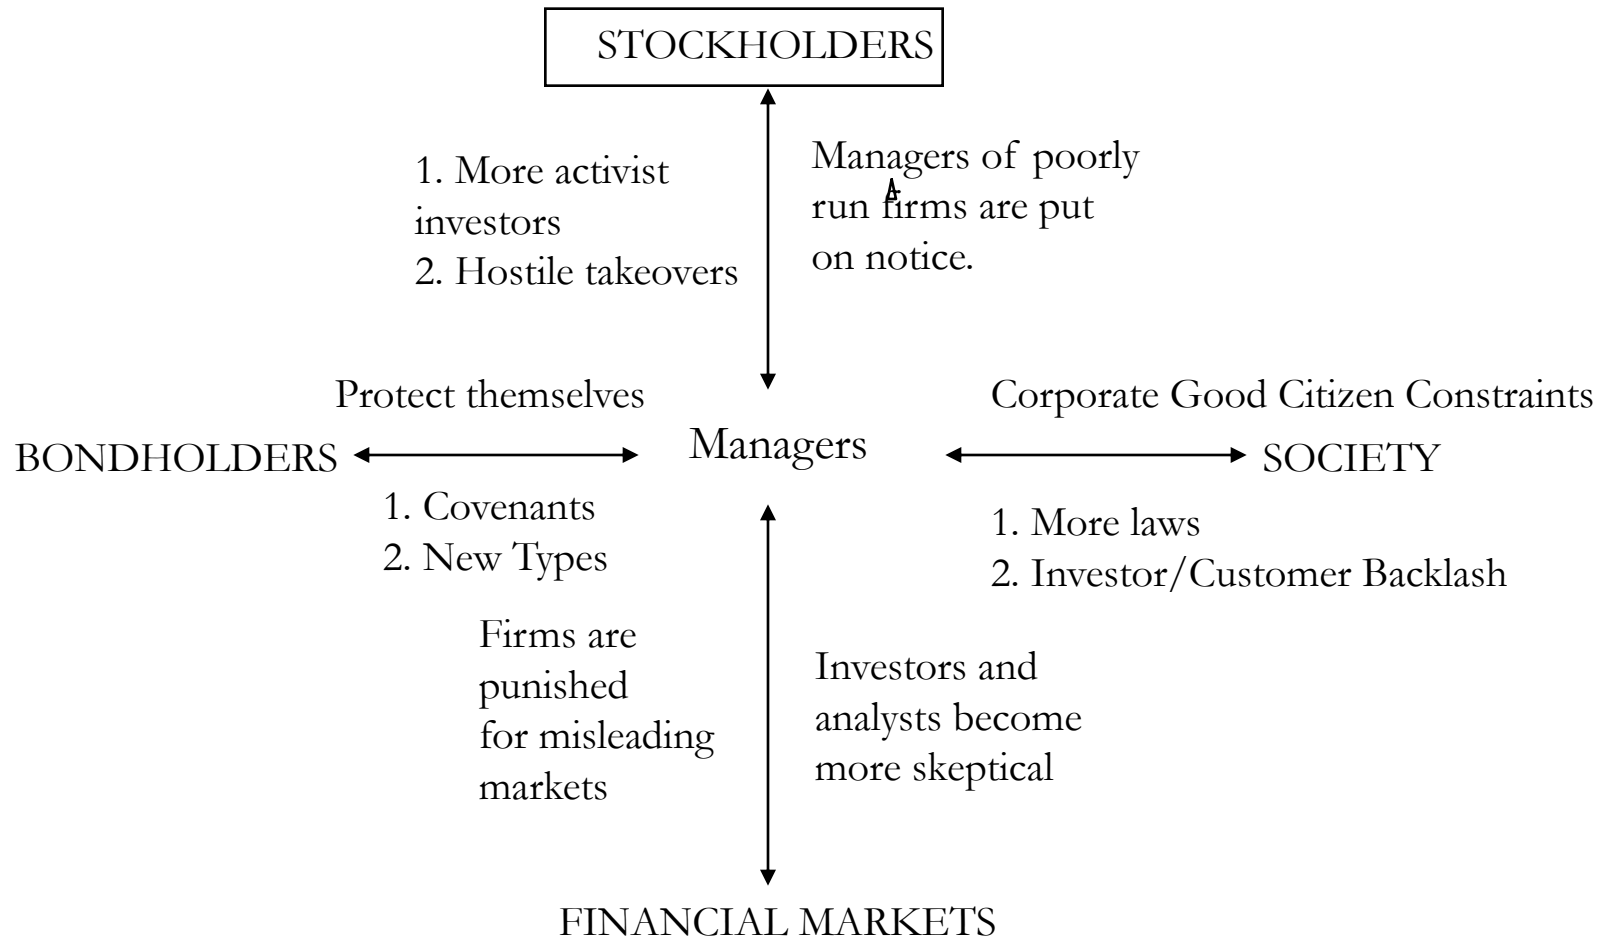 STOCKHOLDERS
1. More activist
investors
2. Hostile takeovers
Managers of poorly
run firms are put
on notice.
Protect themselves
Corporate Good Citizen Constraints
BONDHOLDERS
Managers
SOCIETY
1. Covenants
2. New Types
1. More laws
2. Investor/Customer Backlash
Firms are
punished
for misleading
markets
Investors and
analysts become
more skeptical
FINANCIAL MARKETS